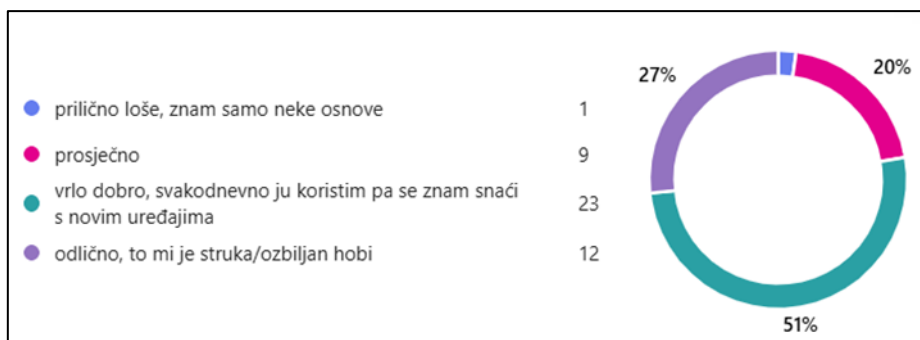 prilično loše, znam samo neke osnove 1
prosječno 9
vrlo dobro, svakodnevno ju koristim pa se znam snaći
s novim uređajima 23
odlično, to mi je struka/ozbiljan hobi 12
27%
20%
51%